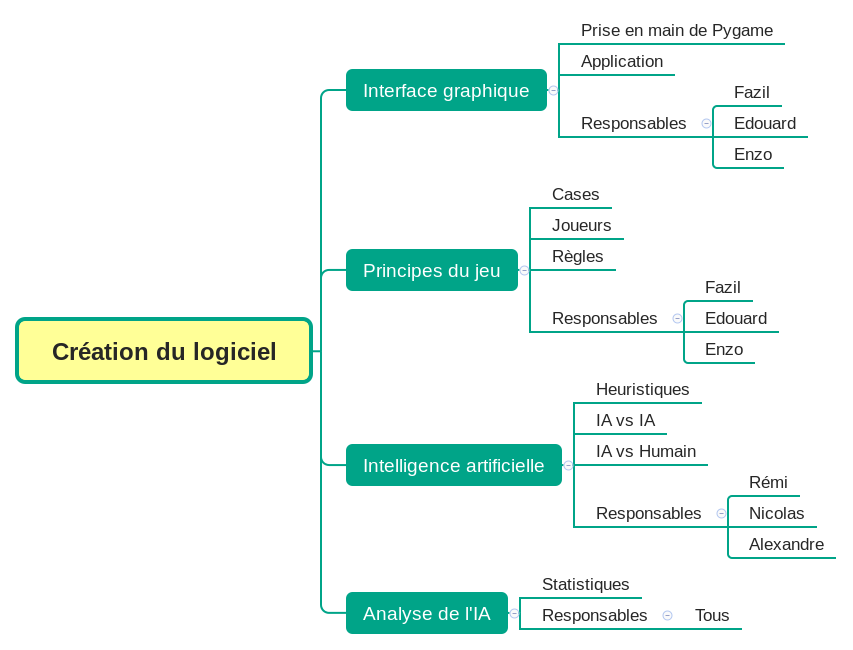 Création du logiciel
Interface graphique
Prise en main de Pygame
Application
Responsables
Fazil
Edouard
Enzo
Principes du jeu
Cases
Joueurs
Règles
Responsables
Fazil
Edouard
Enzo
Intelligence artificielle
Heuristiques
IA vs IA
IA vs Humain
Responsables
Rémi
Nicolas
Alexandre
Analyse de l'IA
Statistiques
Responsables
Tous